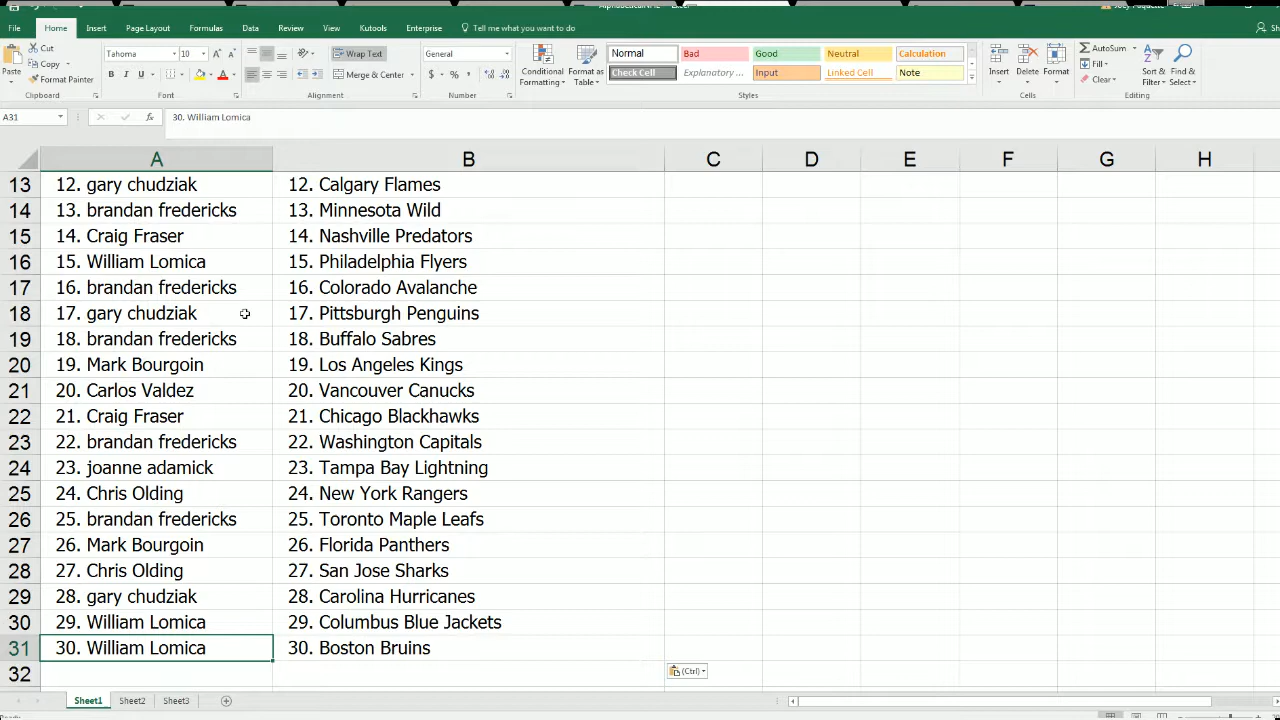 File Home Insert Page Layout Formulas Data Review View Kutools Enterprise Tell me what you want to do
Paste Cut Copy Format Painter Clipboard
Tahoma 10 A A B I U A Font
Wrap Text Merge & Center Alignment
General $ % , Number
Conditional Formatting Format as Table
Normal Bad Good Neutral Calculation
Check Cell Explanatory ... Input Linked Cell Note
Styles
Insert Delete Format Cells
AutoSum Fill Clear Sort & Filter Find & Select Editing
A31 fx 30. William Lomica
A B C D E F G H
13 12. gary chudziak 12. Calgary Flames
14 13. brandan fredericks 13. Minnesota Wild
15 14. Craig Fraser 14. Nashville Predators
16 15. William Lomica 15. Philadelphia Flyers
17 16. brandan fredericks 16. Colorado Avalanche
18 17. gary chudziak 17. Pittsburgh Penguins
19 18. brandan fredericks 18. Buffalo Sabres
20 19. Mark Bourgoin 19. Los Angeles Kings
21 20. Carlos Valdez 20. Vancouver Canucks
22 21. Craig Fraser 21. Chicago Blackhawks
23 22. brandan fredericks 22. Washington Capitals
24 23. joanne adamick 23. Tampa Bay Lightning
25 24. Chris Olding 24. New York Rangers
26 25. brandan fredericks 25. Toronto Maple Leafs
27 26. Mark Bourgoin 26. Florida Panthers
28 27. Chris Olding 27. San Jose Sharks
29 28. gary chudziak 28. Carolina Hurricanes
30 29. William Lomica 29. Columbus Blue Jackets
31 30. William Lomica 30. Boston Bruins
32
(Ctrl)
Sheet1 Sheet2 Sheet3